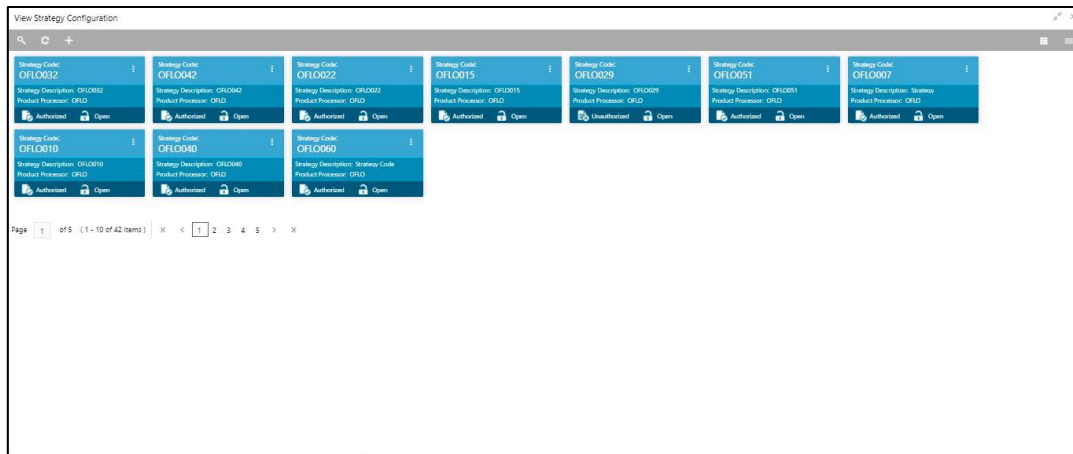 View Strategy Configuration
Strategy Code:
OFLO032
Strategy Description: OFLO032
Product Processor: OFLO
Authorized Open
Strategy Code:
OFLO042
Strategy Description: OFLO042
Product Processor: OFLO
Authorized Open
Strategy Code:
OFLO022
Strategy Description: OFLO022
Product Processor: OFLO
Authorized Open
Strategy Code:
OFLO015
Strategy Description: OFLO015
Product Processor: OFLO
Authorized Open
Strategy Code:
OFLO029
Strategy Description: OFLO029
Product Processor: OFLO
Unauthorized Open
Strategy Code:
OFLO051
Strategy Description: OFLO051
Product Processor: OFLO
Authorized Open
Strategy Code:
OFLO007
Strategy Description: Strategy
Product Processor: OFLO
Authorized Open
Strategy Code:
OFLO010
Strategy Description: OFLO010
Product Processor: OFLO
Authorized Open
Strategy Code:
OFLO040
Strategy Description: OFLO040
Product Processor: OFLO
Authorized Open
Strategy Code:
OFLO060
Strategy Description: Strategy Code
Product Processor: OFLO
Authorized Open
Page 1 of 5 ( 1 - 10 of 42 items ) 1 2 3 4 5